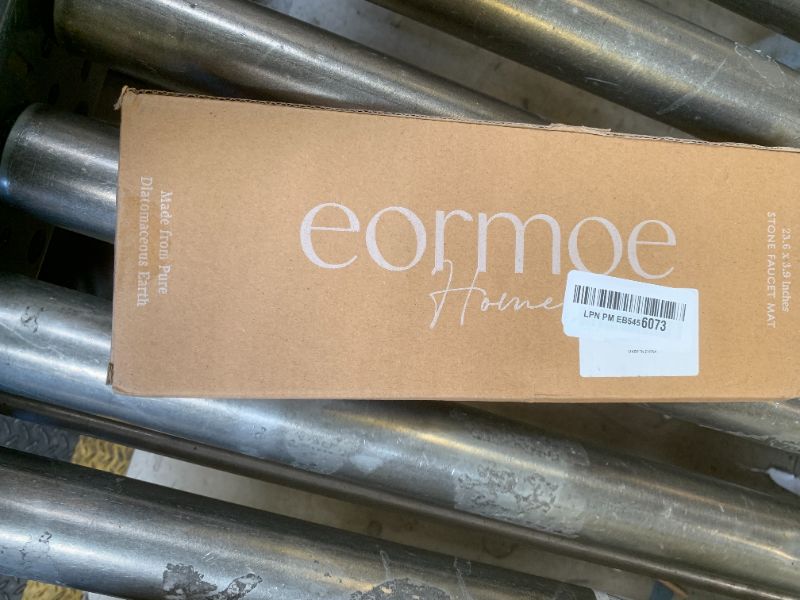 eormoe
Home
Made from Pure
Diatomaceous Earth
23.6 x 3.9 Inches
STONE FAUCET MAT
LPN PM EB5456073